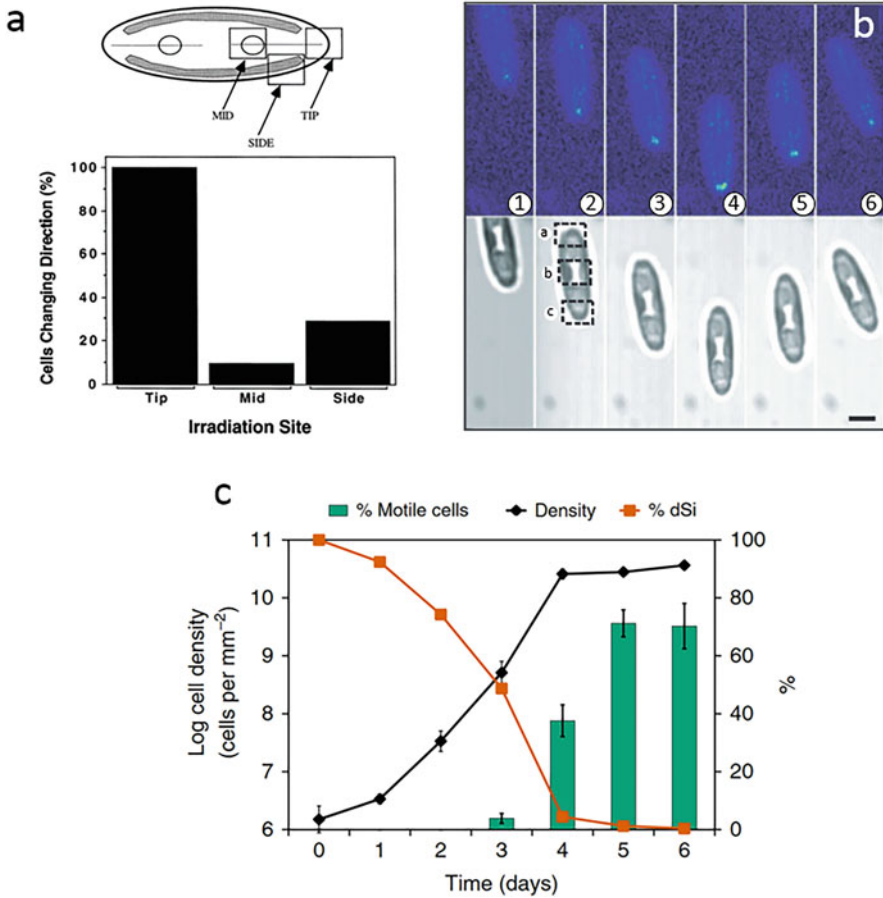 a
MID
SIDE
TIP
Cells Changing Direction (%)
100
80
60
40
20
0
Tip Mid Side
Irradiation Site
b
1 2 3 4 5 6
a
b
c
c
% Motile cells Density % dSi
Log cell density
(cells per mm⁻²)
11
10
9
8
7
6
100
80
60
40
20
0
%
0 1 2 3 4 5 6
Time (days)